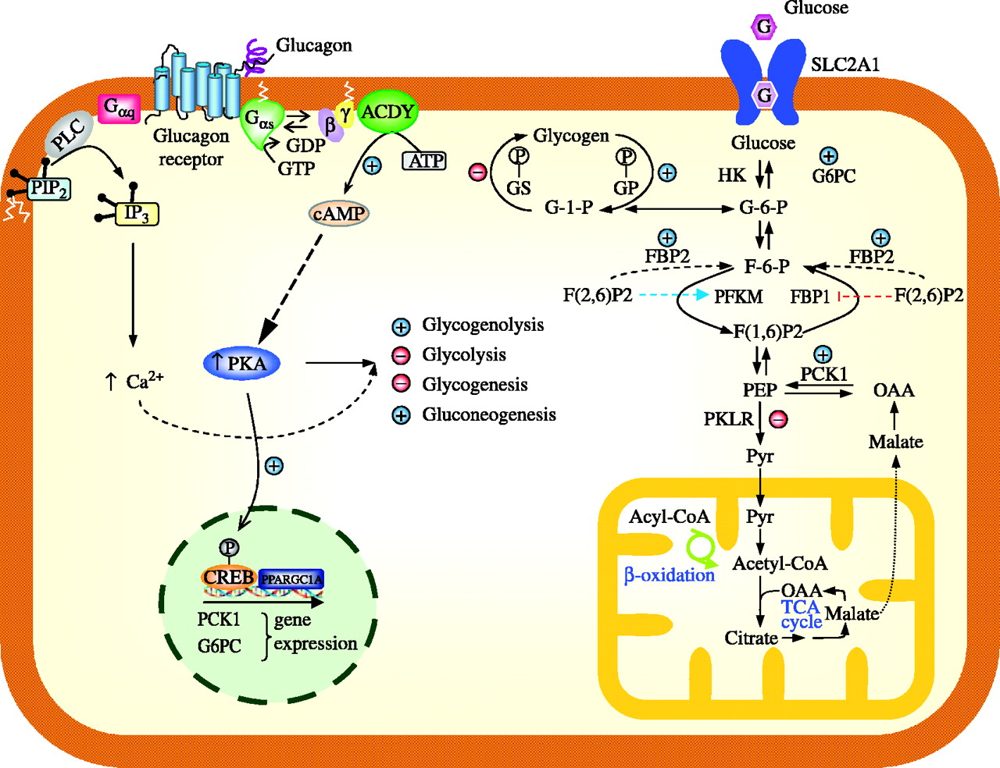 Glucose
G
SLC2A1
G
Glucagon
Gαq
PLC
PIP2
IP3
Glucagon
receptor
Gαs
GDP
GTP
β
γ
ACDY
ATP
+
cAMP
↑ PKA
↑ Ca2+
+ Glycogenolysis
− Glycolysis
− Glycogenesis
+ Gluconeogenesis
+
P
CREB
PPARGC1A
PCK1
G6PC
gene
expression
Glycogen
P
GS
−
P
GP
+
G-1-P
Glucose
HK
+
G6PC
G-6-P
+
FBP2
F-6-P
+
FBP2
F(2,6)P2
PFKM
FBP1
F(2,6)P2
F(1,6)P2
+
PCK1
PEP
OAA
PKLR
−
Malate
Pyr
Acyl-CoA
Pyr
β-oxidation
Acetyl-CoA
OAA
TCA
cycle
Malate
Citrate